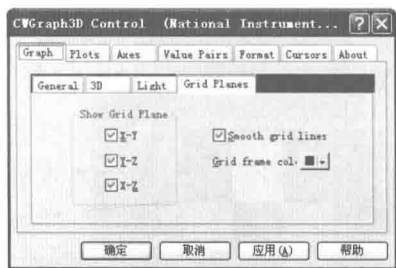 CWGraph3D Control (National Instrument... ? X
Graph Plots Axes Value Pairs Format Cursors About
General 3D Light Grid Planes
Show Grid Plane
X-Y
Smooth grid lines
Y-Z
Grid frame col·
X-Z
确定 取消 应用(A) 帮助